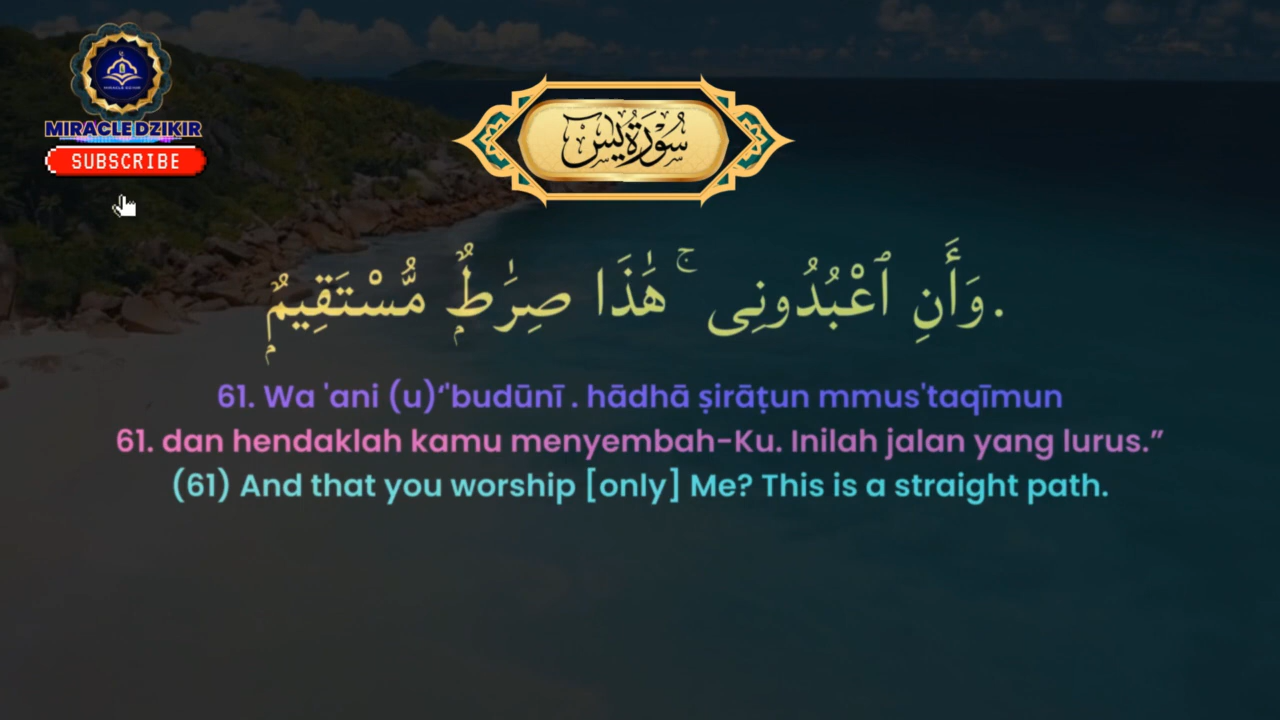 MIRACLE DZIKIR
SUBSCRIBE
سُورَةُ يس
وَأَنِ ٱعْبُدُونِى ۚ هَٰذَا صِرَٰطٌۭ مُّسْتَقِيمٌۭ.
61. Wa 'ani (u)‘'budūnī . hādhā ṣirāṭun mmus'taqīmun
61. dan hendaklah kamu menyembah-Ku. Inilah jalan yang lurus.”
(61) And that you worship [only] Me? This is a straight path.